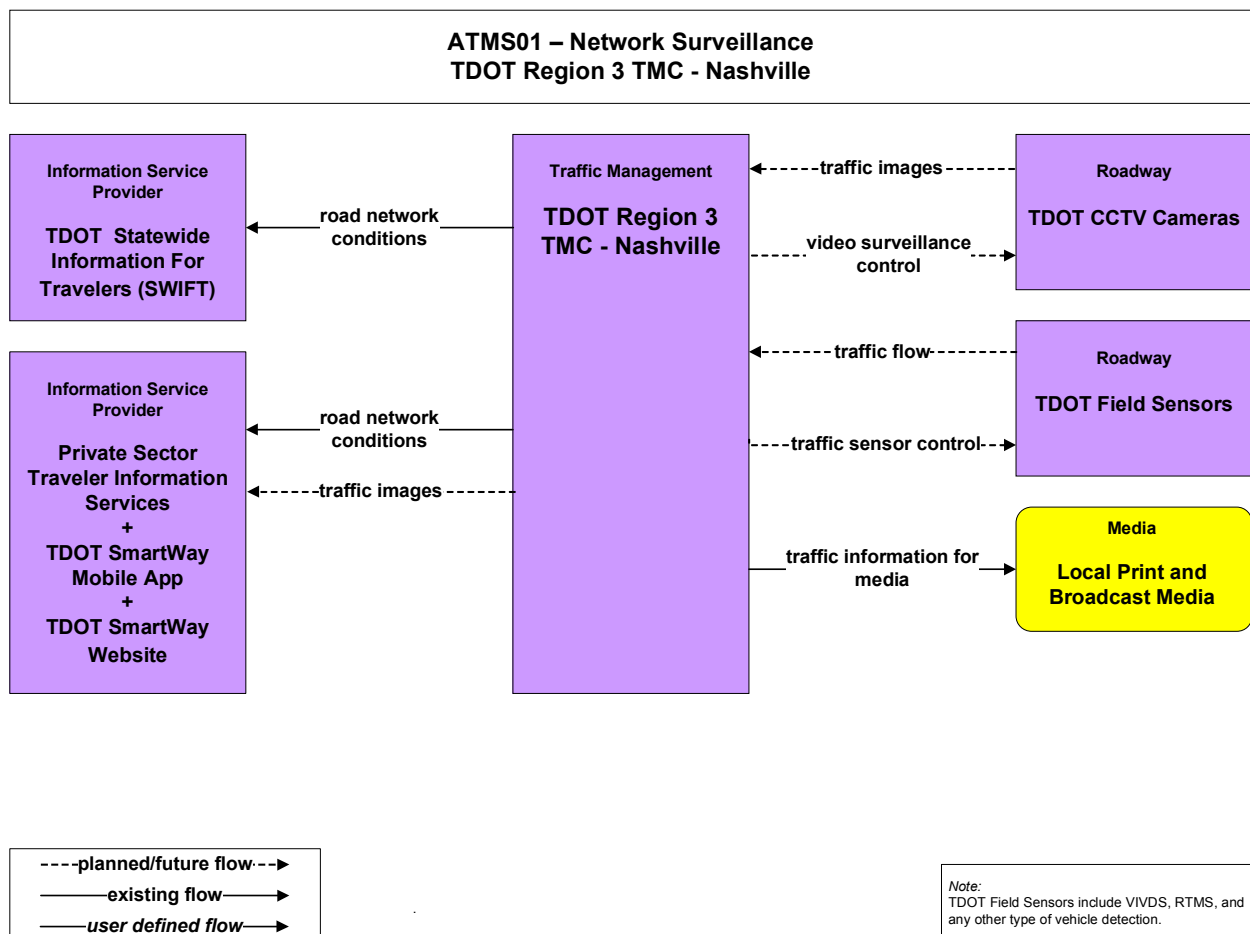 ATMS01 – Network Surveillance
TDOT Region 3 TMC - Nashville
Information Service
Provider
TDOT Statewide
Information For
Travelers (SWIFT)
road network
conditions
Information Service
Provider
Private Sector
Traveler Information
Services
+
TDOT SmartWay
Mobile App
+
TDOT SmartWay
Website
road network
conditions
traffic images
Traffic Management
TDOT Region 3
TMC - Nashville
traffic images
video surveillance
control
Roadway
TDOT CCTV Cameras
traffic flow
traffic sensor control
Roadway
TDOT Field Sensors
traffic information for
media
Media
Local Print and
Broadcast Media
planned/future flow
existing flow
user defined flow
Note:
TDOT Field Sensors include VIVDS, RTMS, and
any other type of vehicle detection.